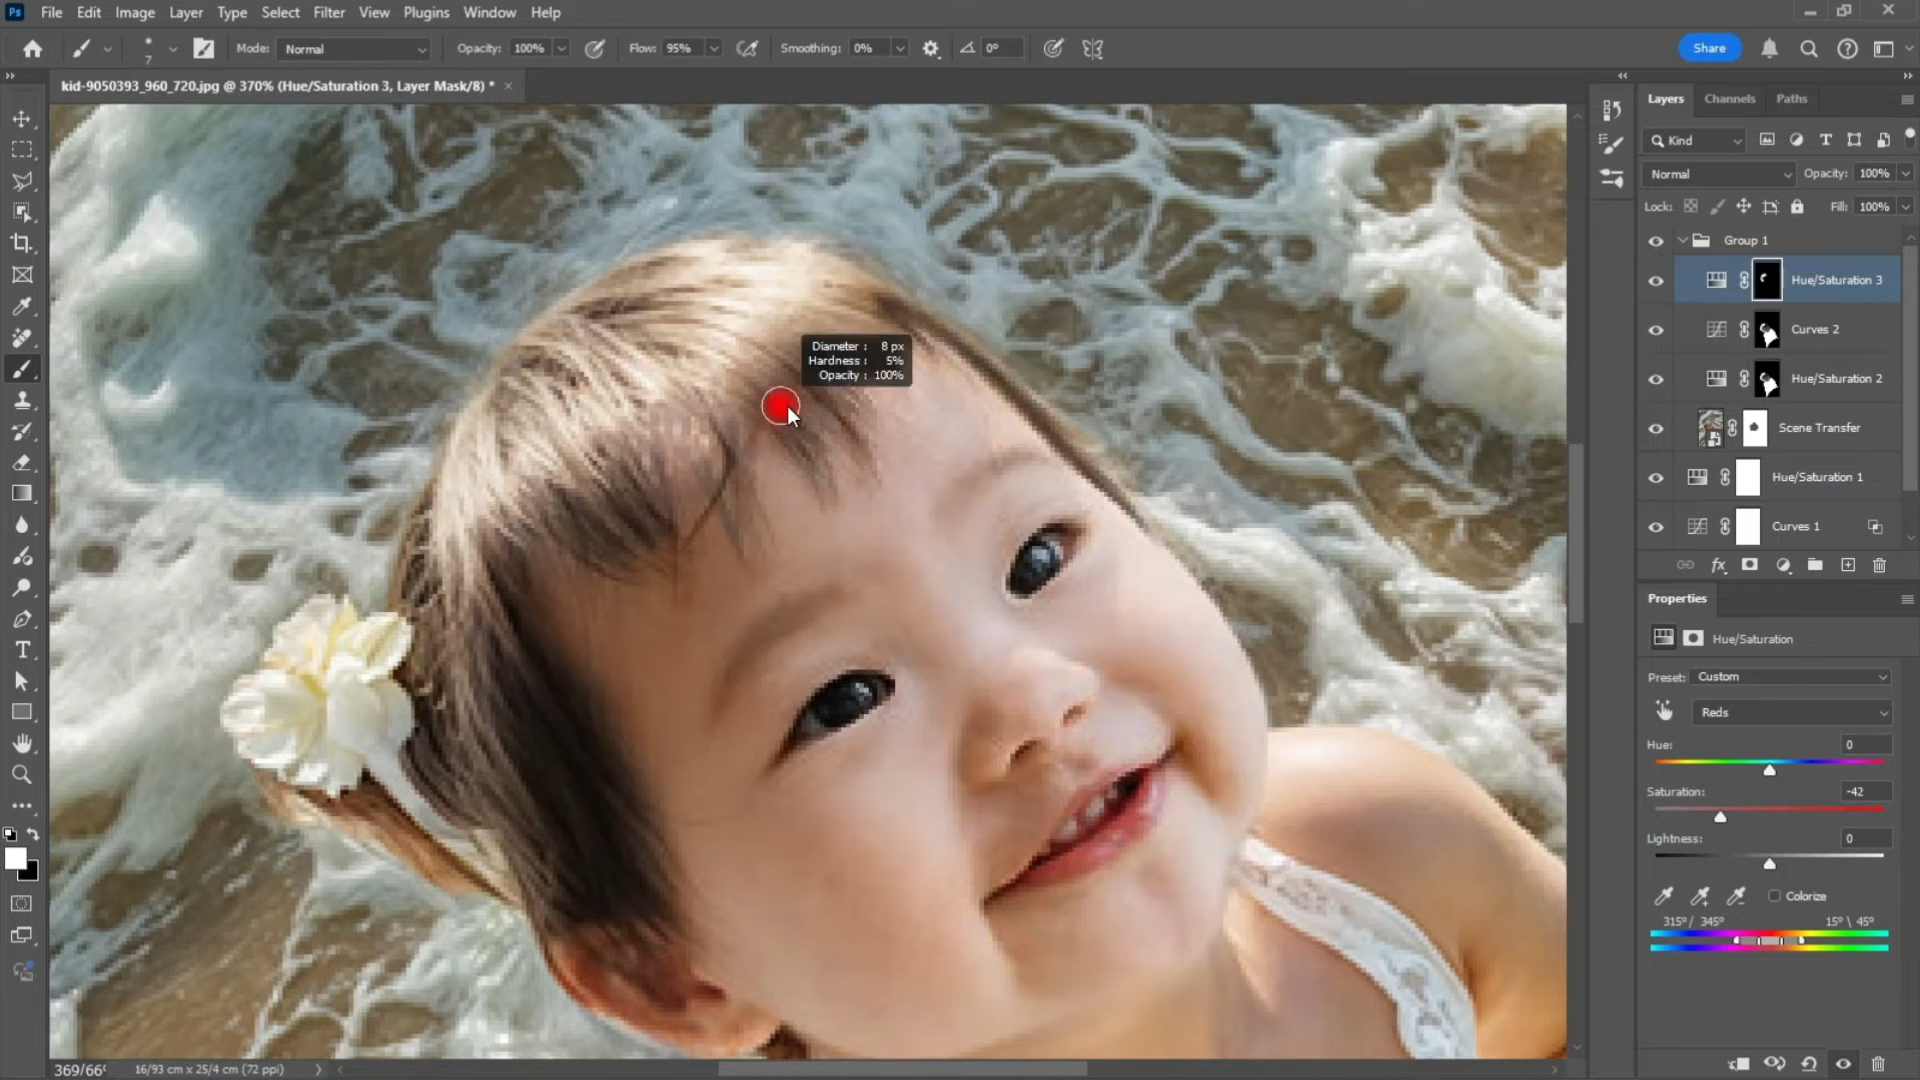 Ps File Edit Image Layer Type Select Filter View Plugins Window Help
7 Mode: Normal Opacity: 100% Flow: 95% Smoothing: 0% 0° Share
kid-9050393_960_720.jpg @ 370% (Hue/Saturation 3, Layer Mask/8) * ×
Layers Channels Paths
Kind
Normal Opacity: 100%
Lock: Fill: 100%
Group 1
Hue/Saturation 3
Curves 2
Hue/Saturation 2
Scene Transfer
Hue/Saturation 1
Curves 1
fx
Diameter : 8 px
Hardness : 5%
Opacity : 100%
Properties
Hue/Saturation
Preset: Custom
Reds
Hue: 0
Saturation: -42
Lightness: 0
Colorize
315°/ 345° 15° \ 45°
16/93 cm x 25/4 cm (72 ppi)